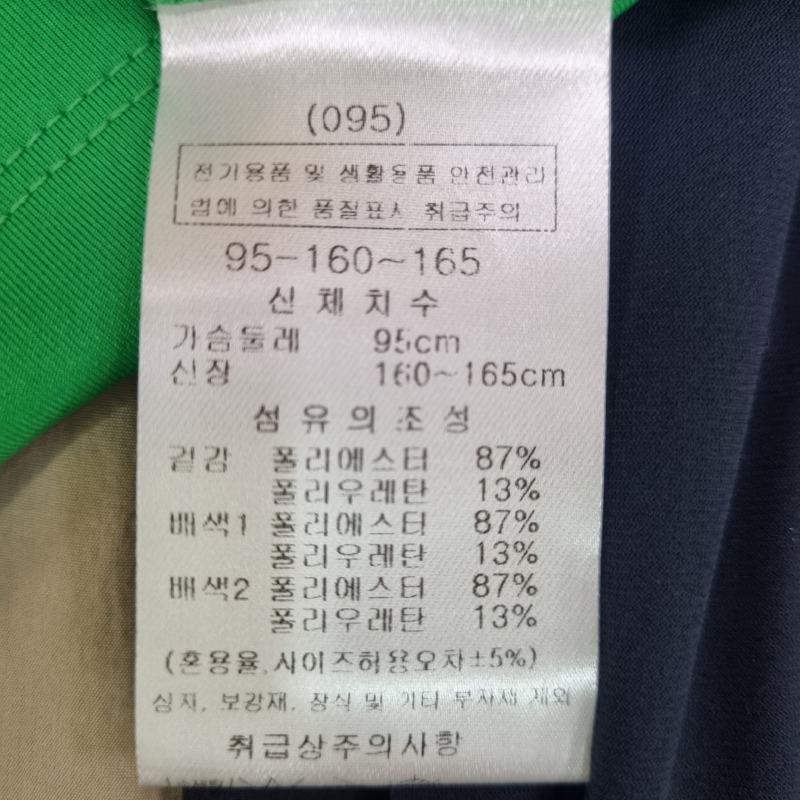 (095)
전기용품 및 생활용품 안전관리
법에 의한 품질표시 취급주의
95-160~165
신체치수
가슴둘레 95cm
신장 160~165cm
섬유의조성
겉감 폴리에스터 87%
폴리우레탄 13%
배색1 폴리에스터 87%
폴리우레탄 13%
배색2 폴리에스터 87%
폴리우레탄 13%
(혼용율,사이즈허용오차±5%)
심지, 보강재, 장식 및 기타 부자재 제외
취급상주의사항